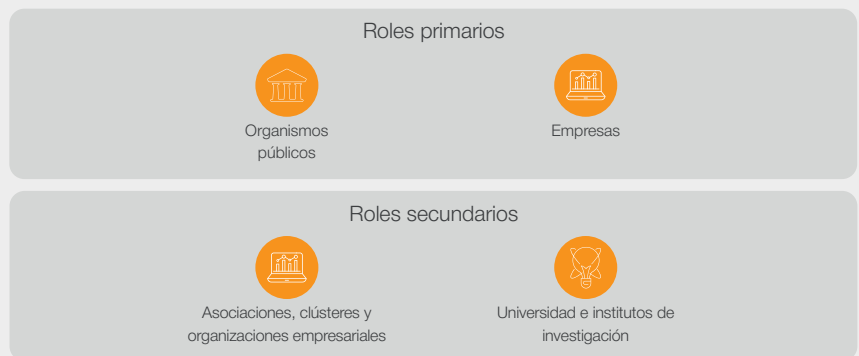 Roles primarios
Organismos
públicos
Empresas
Roles secundarios
Asociaciones, clústeres y
organizaciones empresariales
Universidad e institutos de
investigación